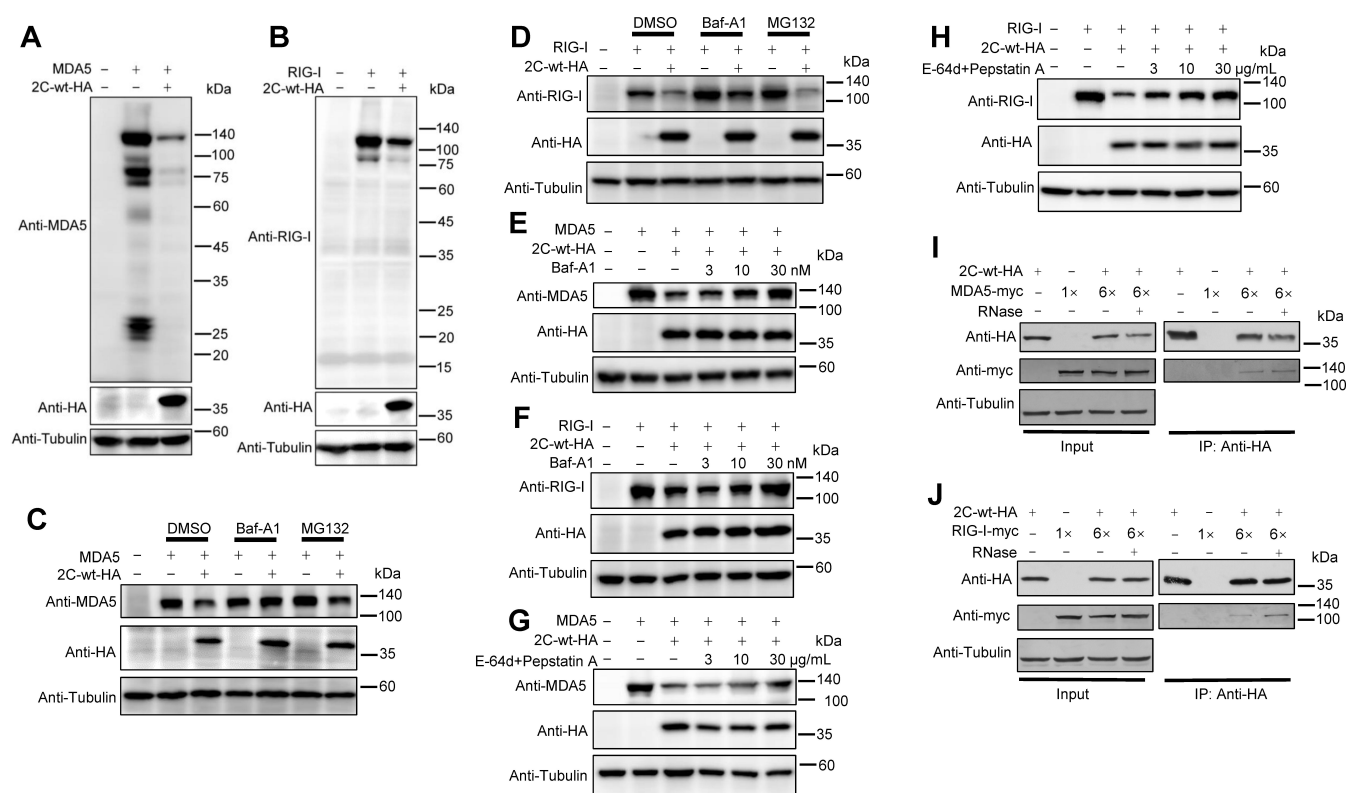 A
MDA5 – + +
2C-wt-HA – – + kDa
140
100
75
60
45
35
25
20
Anti-MDA5
Anti-HA 35
60
Anti-Tubulin
B
RIG-I – + +
2C-wt-HA – – + kDa
140
100
75
60
45
35
25
20
15
Anti-RIG-I
Anti-HA 35
60
Anti-Tubulin
C
DMSO Baf-A1 MG132
MDA5 – + + + + + +
2C-wt-HA – – + – + – + kDa
Anti-MDA5 140
100
Anti-HA 35
60
Anti-Tubulin
D
DMSO Baf-A1 MG132
RIG-I – + + + + + +
2C-wt-HA – – + – + – + kDa
Anti-RIG-I 140
100
Anti-HA 35
60
Anti-Tubulin
E
MDA5 – + + + + +
2C-wt-HA – – + + + + kDa
Baf-A1 – – – 3 10 30 nM
Anti-MDA5 140
100
Anti-HA 35
60
Anti-Tubulin
F
RIG-I – + + + + +
2C-wt-HA – – + + + + kDa
Baf-A1 – – – 3 10 30 nM
Anti-RIG-I 140
100
Anti-HA 35
60
Anti-Tubulin
G
MDA5 – + + + + +
2C-wt-HA – – + + + + kDa
E-64d+Pepstatin A – – – 3 10 30 µg/mL
Anti-MDA5 140
100
Anti-HA 35
60
Anti-Tubulin
H
RIG-I – + + + + +
2C-wt-HA – – + + + + kDa
E-64d+Pepstatin A – – – 3 10 30 µg/mL
Anti-RIG-I 140
100
Anti-HA 35
Anti-Tubulin 60
I
2C-wt-HA + – + + + – + +
MDA5-myc – 1× 6× 6× – 1× 6× 6×
RNase – – – + – – – + kDa
Anti-HA 35
Anti-myc 140
100
Anti-Tubulin
Input IP: Anti-HA
J
2C-wt-HA + – + + + – + +
RIG-I-myc – 1× 6× 6× – 1× 6× 6×
RNase – – – + – – – + kDa
Anti-HA 35
Anti-myc 140
100
Anti-Tubulin
Input IP: Anti-HA